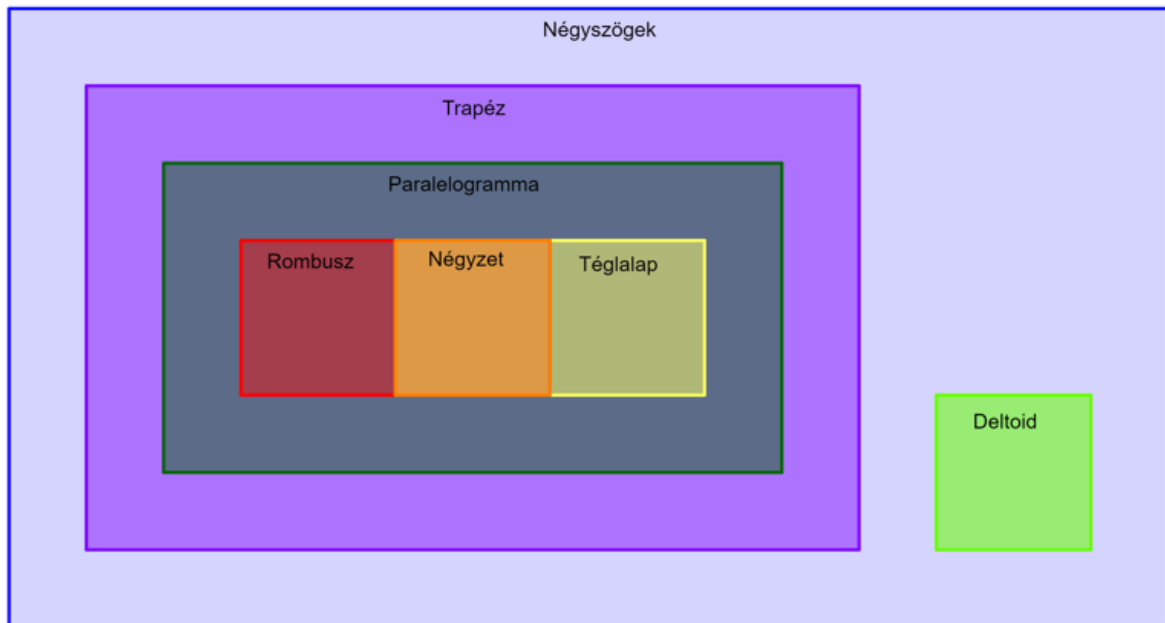 Négyszögek
Trapéz
Paralelogramma
Rombusz
Négyzet
Téglalap
Deltoid